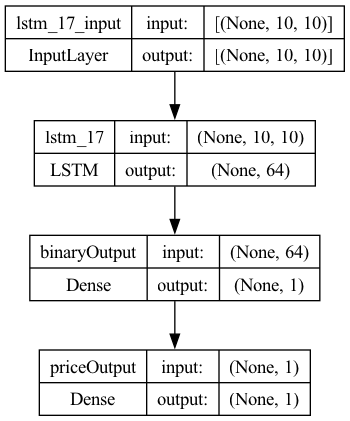 lstm_17_input input: [(None, 10, 10)]
InputLayer output: [(None, 10, 10)]
lstm_17 input: (None, 10, 10)
LSTM output: (None, 64)
binaryOutput input: (None, 64)
Dense output: (None, 1)
priceOutput input: (None, 1)
Dense output: (None, 1)